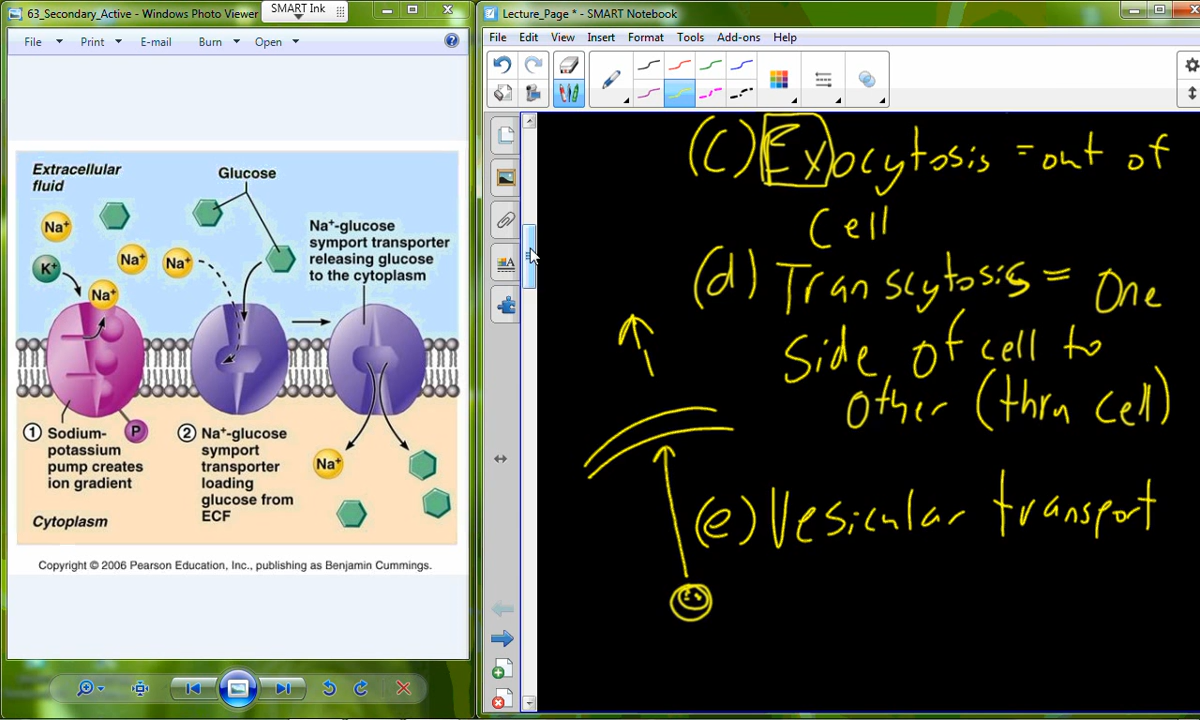 63_Secondary_Active - Windows Photo Viewer
SMART Ink
File Print E-mail Burn Open
Extracellular
fluid
Glucose
Na+
Na+
Na+
K+
Na+
Na+-glucose
symport transporter
releasing glucose
to the cytoplasm
P
1 Sodium-
potassium
pump creates
ion gradient
2 Na+-glucose
symport
transporter
loading
glucose from
ECF
Na+
Cytoplasm
Copyright © 2006 Pearson Education, Inc., publishing as Benjamin Cummings.
Lecture_Page * - SMART Notebook
File Edit View Insert Format Tools Add-ons Help
(C) Exocytosis = out of
Cell
(d) Transcytosis = One
Side of cell to
other (thru cell)
(e) Vesicular transport